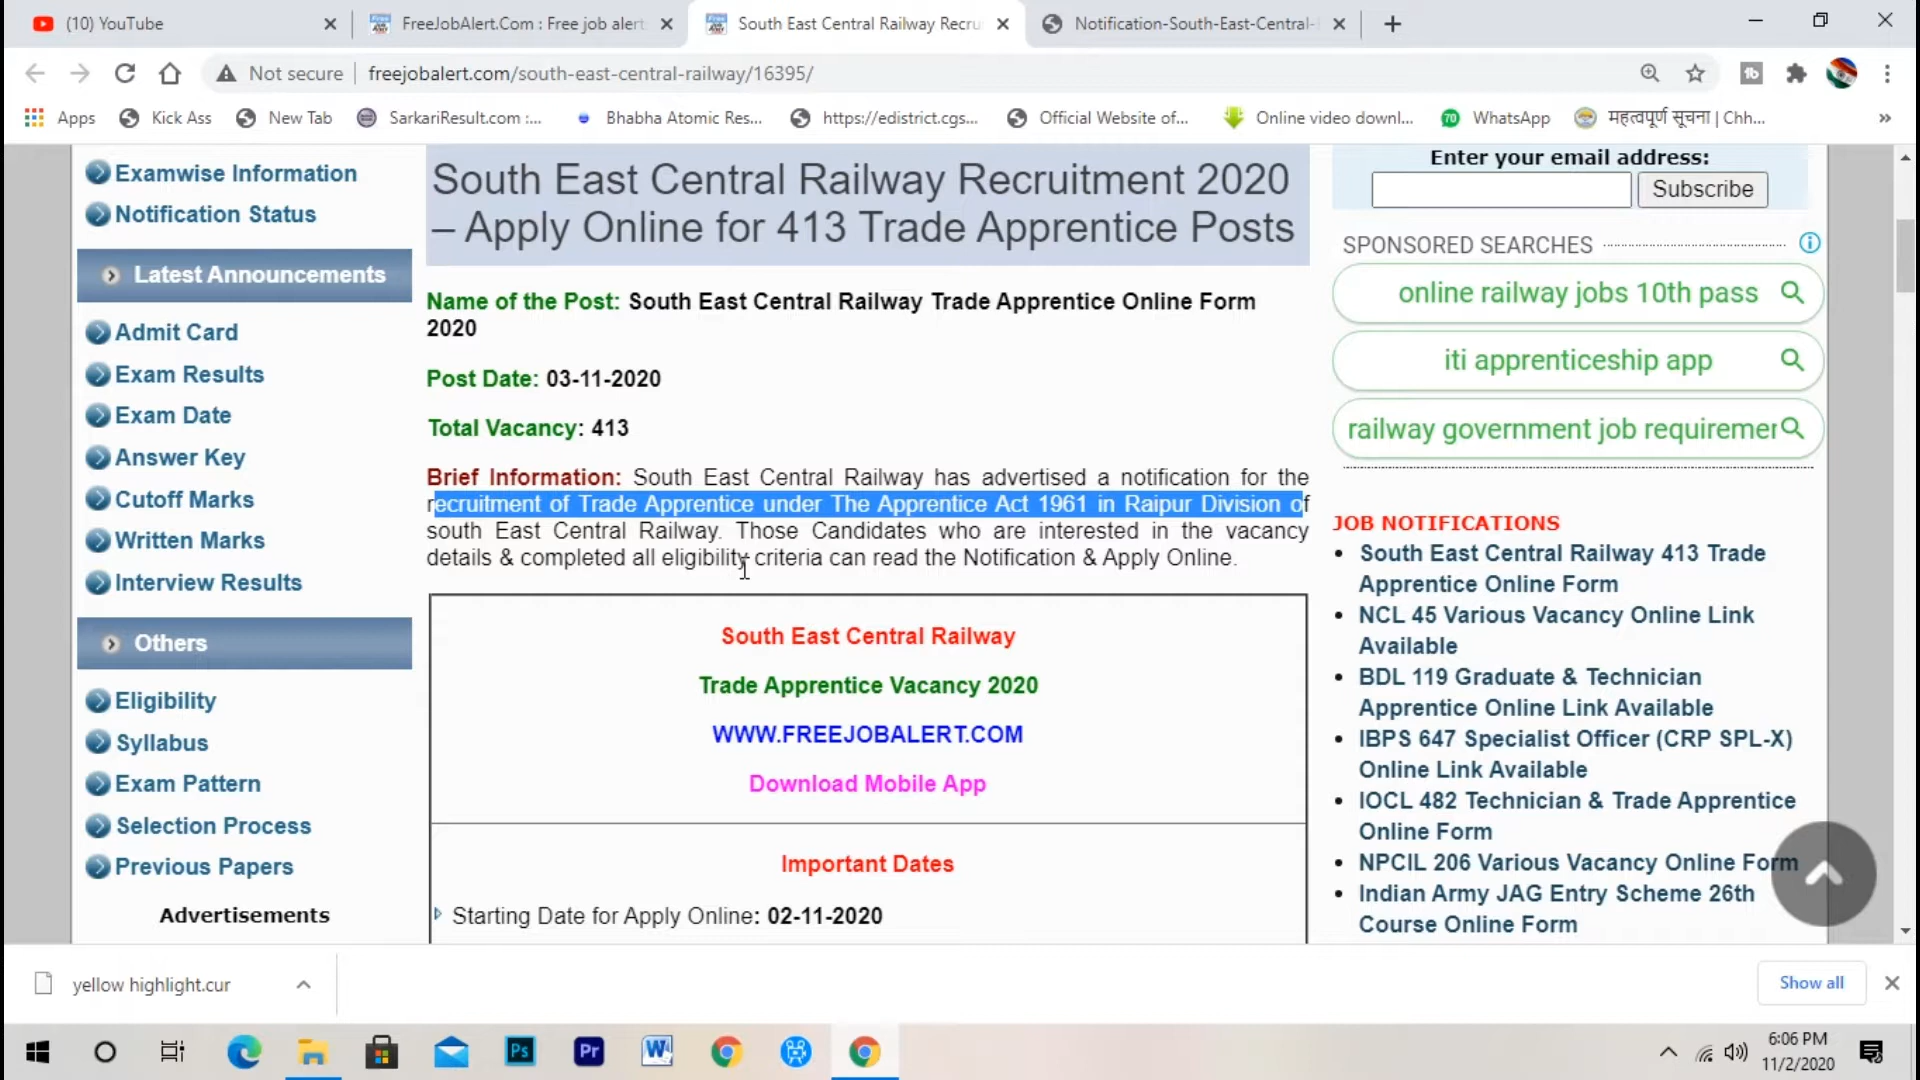 (10) YouTube
FreeJobAlert.Com : Free job alert
South East Central Railway Recru
Notification-South-East-Central-
Not secure
freejobalert.com/south-east-central-railway/16395/
Apps
Kick Ass
New Tab
SarkariResult.com :...
Bhabha Atomic Res...
https://edistrict.cgs...
Official Website of...
Online video downl...
70
WhatsApp
महत्वपूर्ण सूचना | Chh...
»
Examwise Information
Notification Status
Latest Announcements
Admit Card
Exam Results
Exam Date
Answer Key
Cutoff Marks
Written Marks
Interview Results
Others
Eligibility
Syllabus
Exam Pattern
Selection Process
Previous Papers
Advertisements
South East Central Railway Recruitment 2020
– Apply Online for 413 Trade Apprentice Posts
Name of the Post: South East Central Railway Trade Apprentice Online Form
2020
Post Date: 03-11-2020
Total Vacancy: 413
Brief Information: South East Central Railway has advertised a notification for the
recruitment of Trade Apprentice under The Apprentice Act 1961 in Raipur Division of
south East Central Railway. Those Candidates who are interested in the vacancy
details & completed all eligibility criteria can read the Notification & Apply Online.
South East Central Railway
Trade Apprentice Vacancy 2020
WWW.FREEJOBALERT.COM
Download Mobile App
Important Dates
Starting Date for Apply Online: 02-11-2020
Enter your email address:
Subscribe
SPONSORED SEARCHES
online railway jobs 10th pass
iti apprenticeship app
railway government job requiremer
JOB NOTIFICATIONS
South East Central Railway 413 Trade
Apprentice Online Form
NCL 45 Various Vacancy Online Link
Available
BDL 119 Graduate & Technician
Apprentice Online Link Available
IBPS 647 Specialist Officer (CRP SPL-X)
Online Link Available
IOCL 482 Technician & Trade Apprentice
Online Form
NPCIL 206 Various Vacancy Online Form
Indian Army JAG Entry Scheme 26th
Course Online Form
yellow highlight.cur
Show all
Ps
Pr
W
6:06 PM
11/2/2020